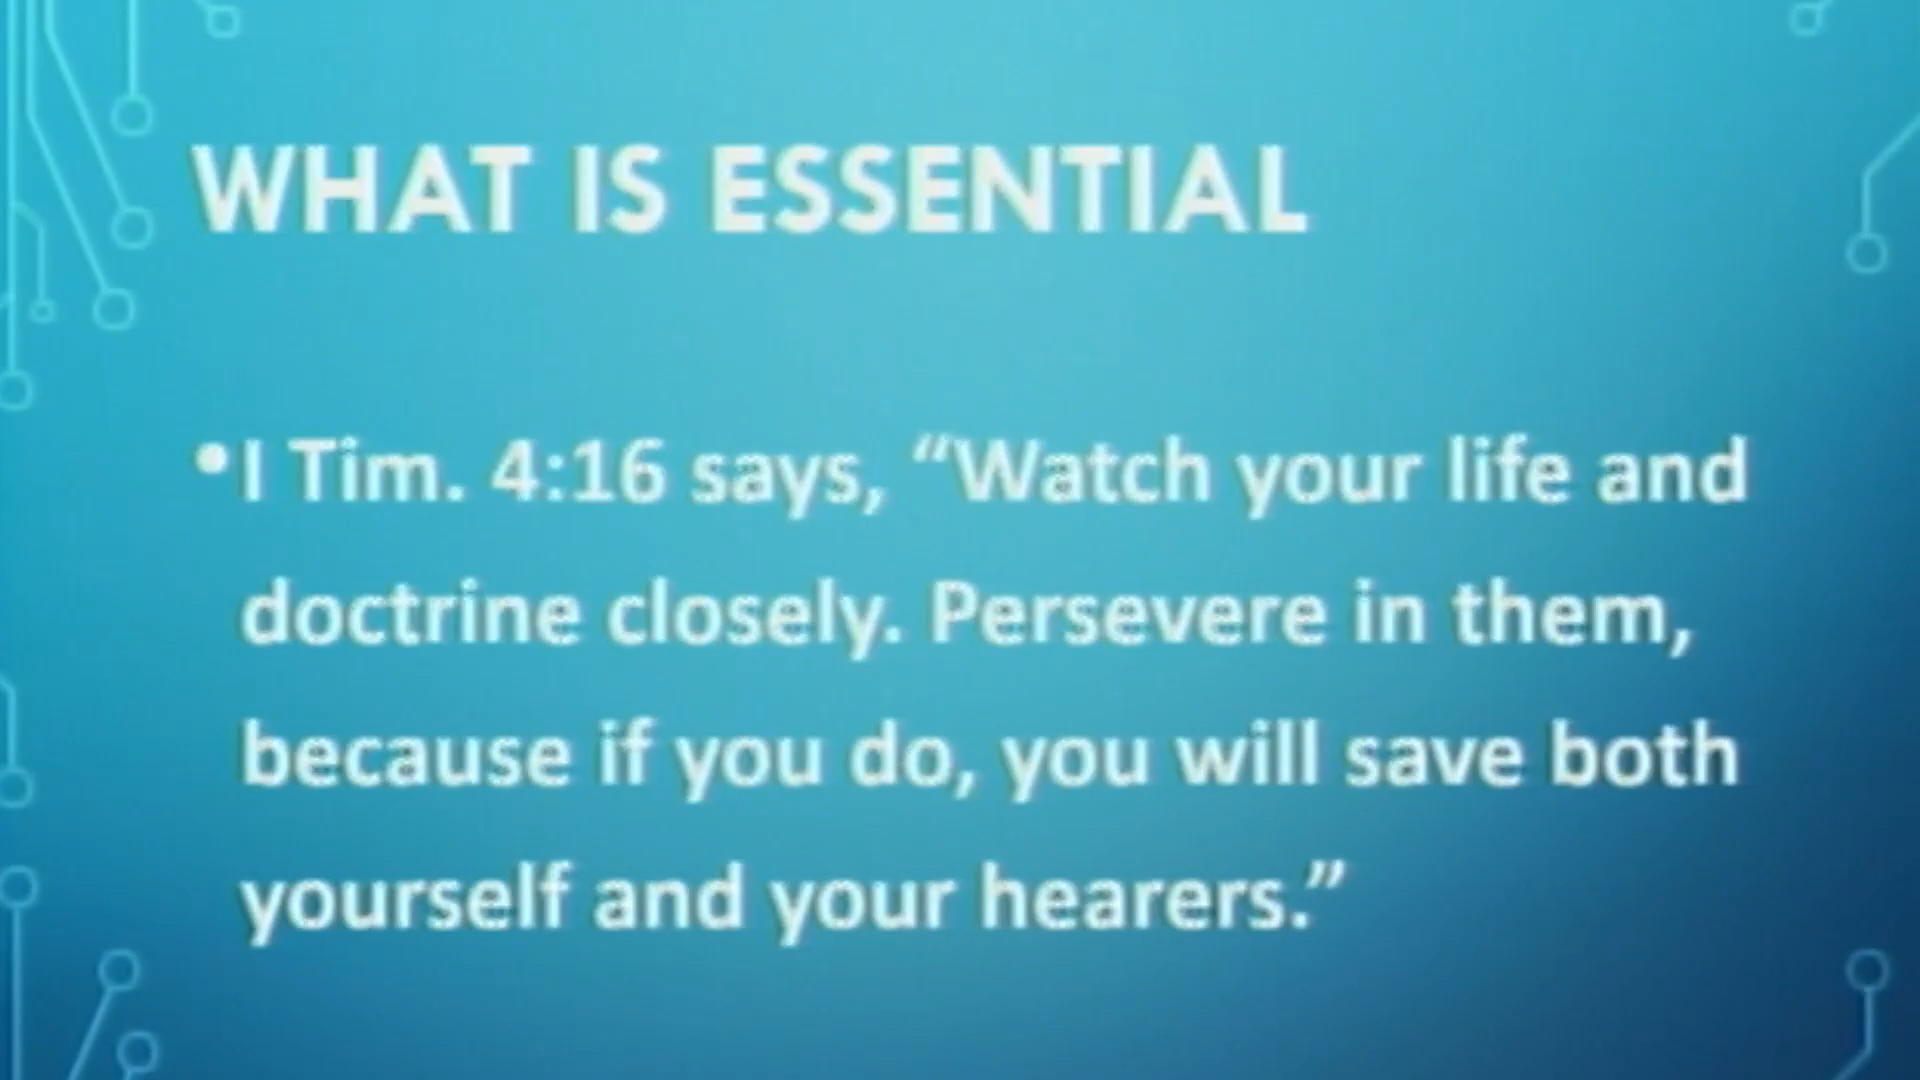 WHAT IS ESSENTIAL
•I Tim. 4:16 says, “Watch your life and
doctrine closely. Persevere in them,
because if you do, you will save both
yourself and your hearers.”